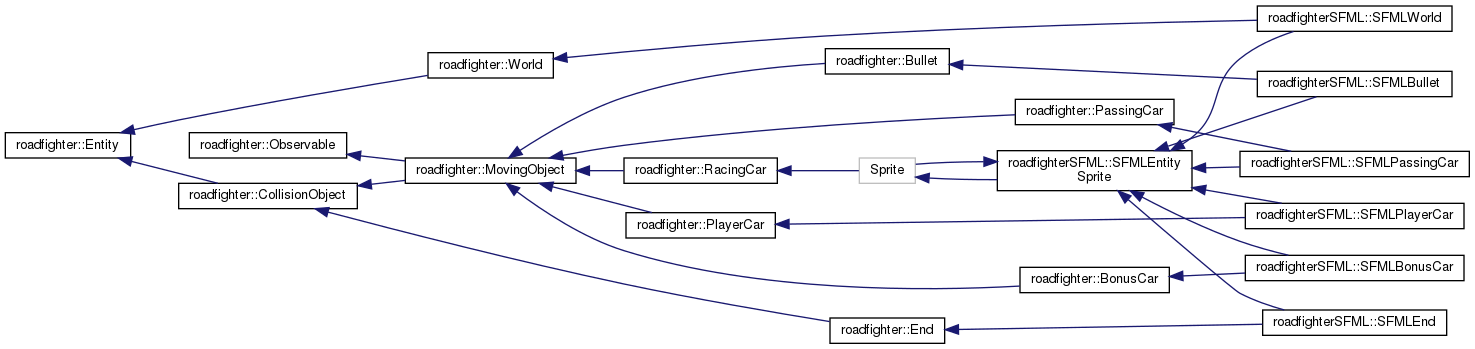 roadfighterSFML::SFMLWorld
roadfighter::World
roadfighter::Bullet
roadfighterSFML::SFMLBullet
roadfighter::PassingCar
roadfighter::Entity
roadfighter::Observable
roadfighter::MovingObject
roadfighter::RacingCar
Sprite
roadfighterSFML::SFMLEntity
Sprite
roadfighterSFML::SFMLPassingCar
roadfighter::CollisionObject
roadfighter::PlayerCar
roadfighterSFML::SFMLPlayerCar
roadfighter::BonusCar
roadfighterSFML::SFMLBonusCar
roadfighter::End
roadfighterSFML::SFMLEnd